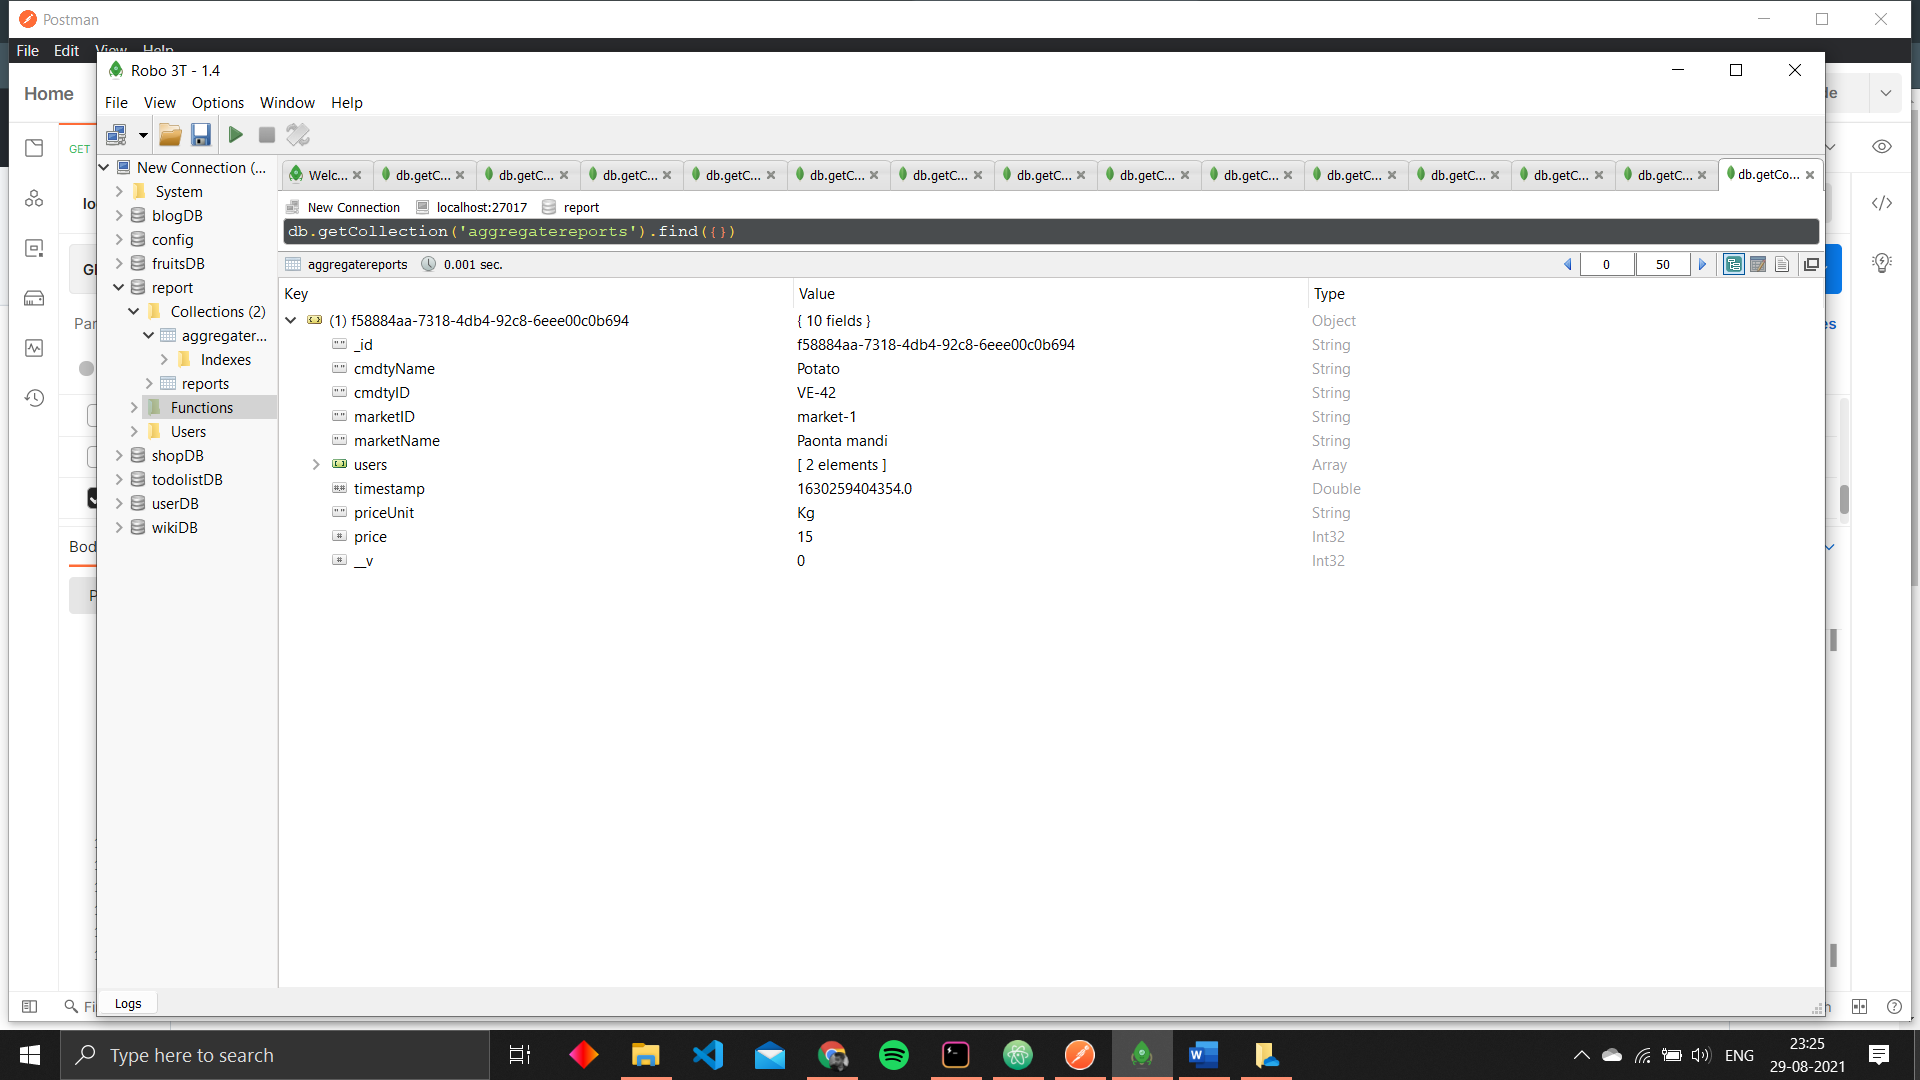 Postman
File Edit View Help
Robo 3T - 1.4
Home
File View Options Window Help
GET
New Connection (...
System
blogDB
config
fruitsDB
report
Collections (2)
aggregater...
Indexes
reports
Functions
Users
shopDB
todolistDB
userDB
wikiDB
Welc... db.getC... db.getC... db.getC... db.getC... db.getC... db.getC... db.getC... db.getC... db.getC... db.getC... db.getC... db.getC... db.getC... db.getCo...
New Connection localhost:27017 report
db.getCollection('aggregatereports').find({})
aggregatereports 0.001 sec. 0 50
Key Value Type
(1) f58884aa-7318-4db4-92c8-6eee00c0b694 { 10 fields } Object
_id f58884aa-7318-4db4-92c8-6eee00c0b694 String
cmdtyName Potato String
cmdtyID VE-42 String
marketID market-1 String
marketName Paonta mandi String
users [ 2 elements ] Array
timestamp 1630259404354.0 Double
priceUnit Kg String
price 15 Int32
__v 0 Int32
Logs
Type here to search
ENG
23:25
29-08-2021